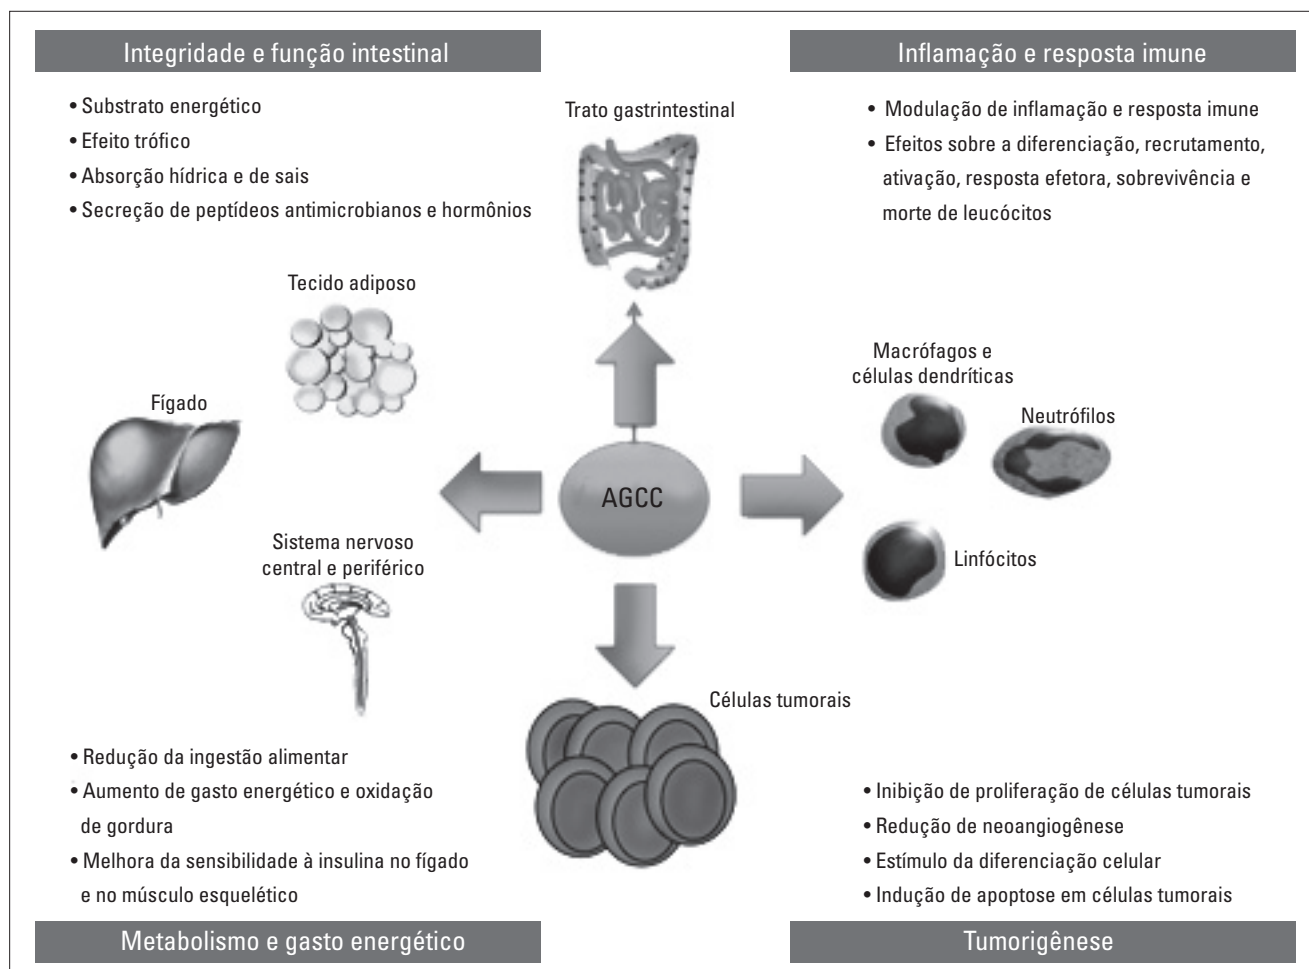 Integridade e função intestinal
• Substrato energético
• Efeito trófico
• Absorção hídrica e de sais
• Secreção de peptídeos antimicrobianos e hormônios
Trato gastrintestinal
Inflamação e resposta imune
• Modulação de inflamação e resposta imune
• Efeitos sobre a diferenciação, recrutamento,
ativação, resposta efetora, sobrevivência e
morte de leucócitos
Tecido adiposo
Fígado
Sistema nervoso
central e periférico
AGCC
Macrófagos e
células dendríticas
Neutrófilos
Linfócitos
Células tumorais
• Redução da ingestão alimentar
• Aumento de gasto energético e oxidação
de gordura
• Melhora da sensibilidade à insulina no fígado
e no músculo esquelético
Metabolismo e gasto energético
• Inibição de proliferação de células tumorais
• Redução de neoangiogênese
• Estímulo da diferenciação celular
• Indução de apoptose em células tumorais
Tumorigênese